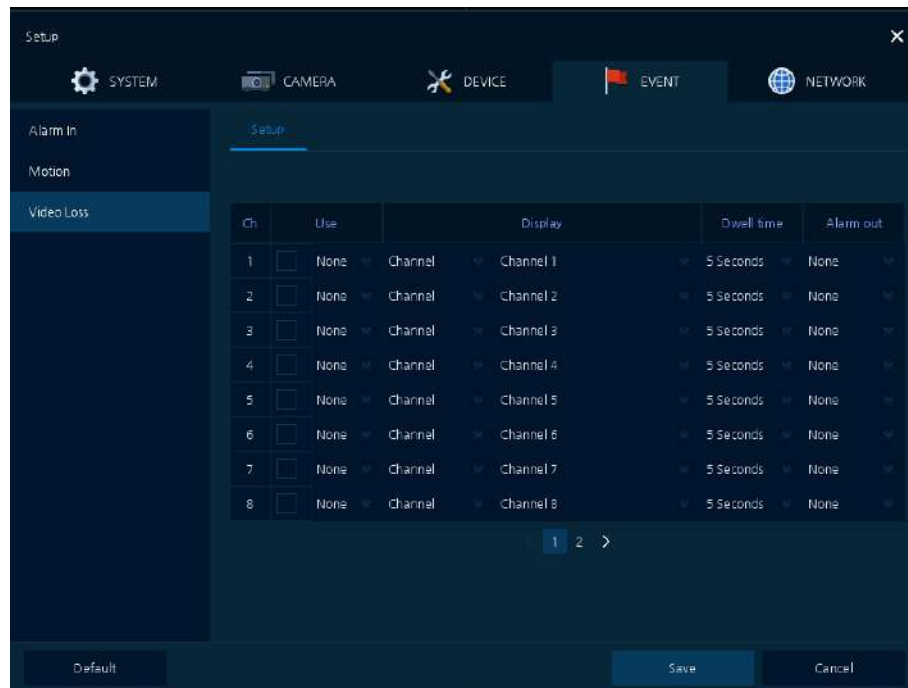 Setup
SYSTEM CAMERA DEVICE EVENT NETWORK
Alarm In
Motion
Video Loss
Setup
Ch Use Display Dwell time Alarm out
1 None Channel Channel 1 5 Seconds None
2 None Channel Channel 2 5 Seconds None
3 None Channel Channel 3 5 Seconds None
4 None Channel Channel 4 5 Seconds None
5 None Channel Channel 5 5 Seconds None
6 None Channel Channel 6 5 Seconds None
7 None Channel Channel 7 5 Seconds None
8 None Channel Channel 8 5 Seconds None
1 2 >
Default Save Cancel